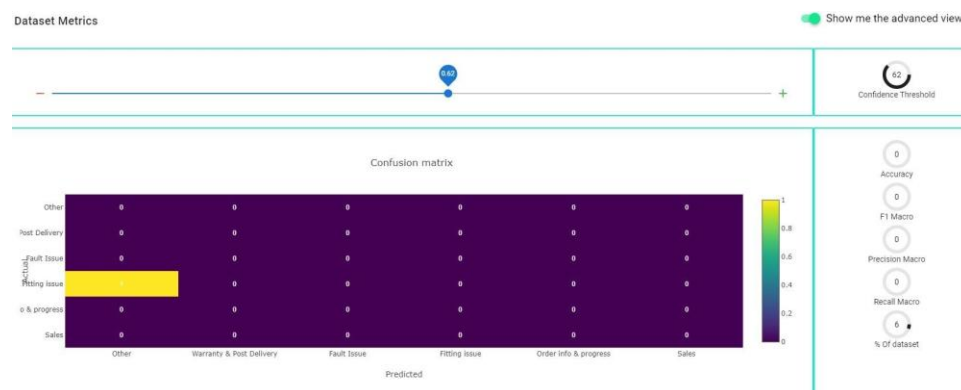 Dataset Metrics
Show me the advanced view
0.62
62
Confidence Threshold
Confusion matrix
Other 0 0 0 0 0 0
Post Delivery 0 0 0 0 0 0
Fault Issue 0 0 0 0 0 0
Fitting issue 0 0 0 0 0
o & progress 0 0 0 0 0 0
Sales 0 0 0 0 0 0
Actual
Other Warranty & Post Delivery Fault Issue Fitting issue Order info & progress Sales
Predicted
1
0.8
0.6
0.4
0.2
0
0
Accuracy
0
F1 Macro
0
Precision Macro
0
Recall Macro
6
% Of dataset